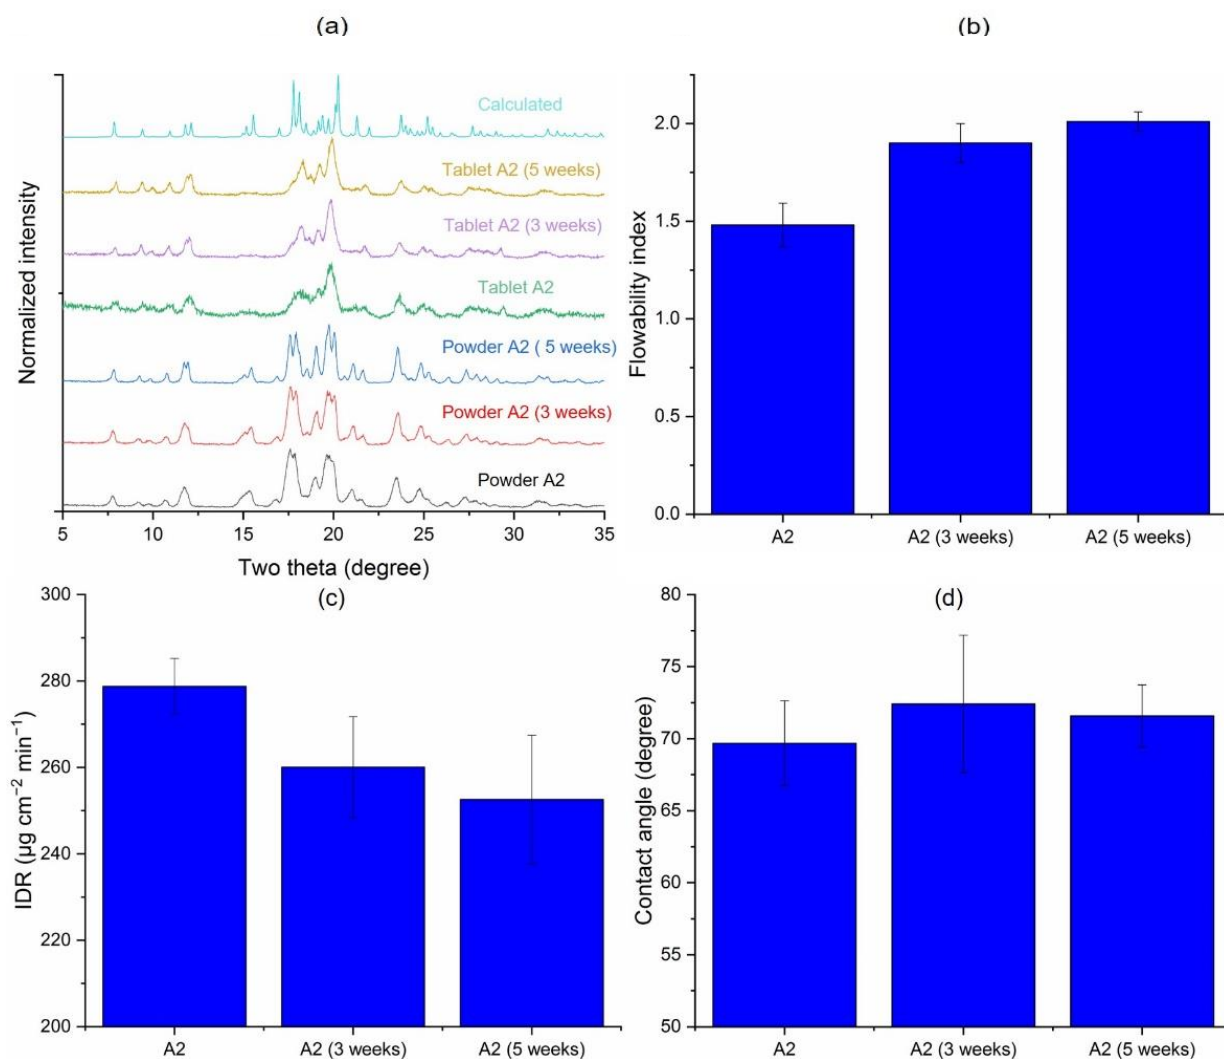 (a)
Normalized intensity
Calculated
Tablet A2 (5 weeks)
Tablet A2 (3 weeks)
Tablet A2
Powder A2 ( 5 weeks)
Powder A2 (3 weeks)
Powder A2
5 10 15 20 25 30 35
Two theta (degree)
(b)
Flowability index
2.0
1.5
1.0
0.5
0.0
A2 A2 (3 weeks) A2 (5 weeks)
(c)
IDR (µg cm⁻² min⁻¹)
300
280
260
240
220
200
A2 A2 (3 weeks) A2 (5 weeks)
(d)
Contact angle (degree)
80
75
70
65
60
55
50
A2 A2 (3 weeks) A2 (5 weeks)